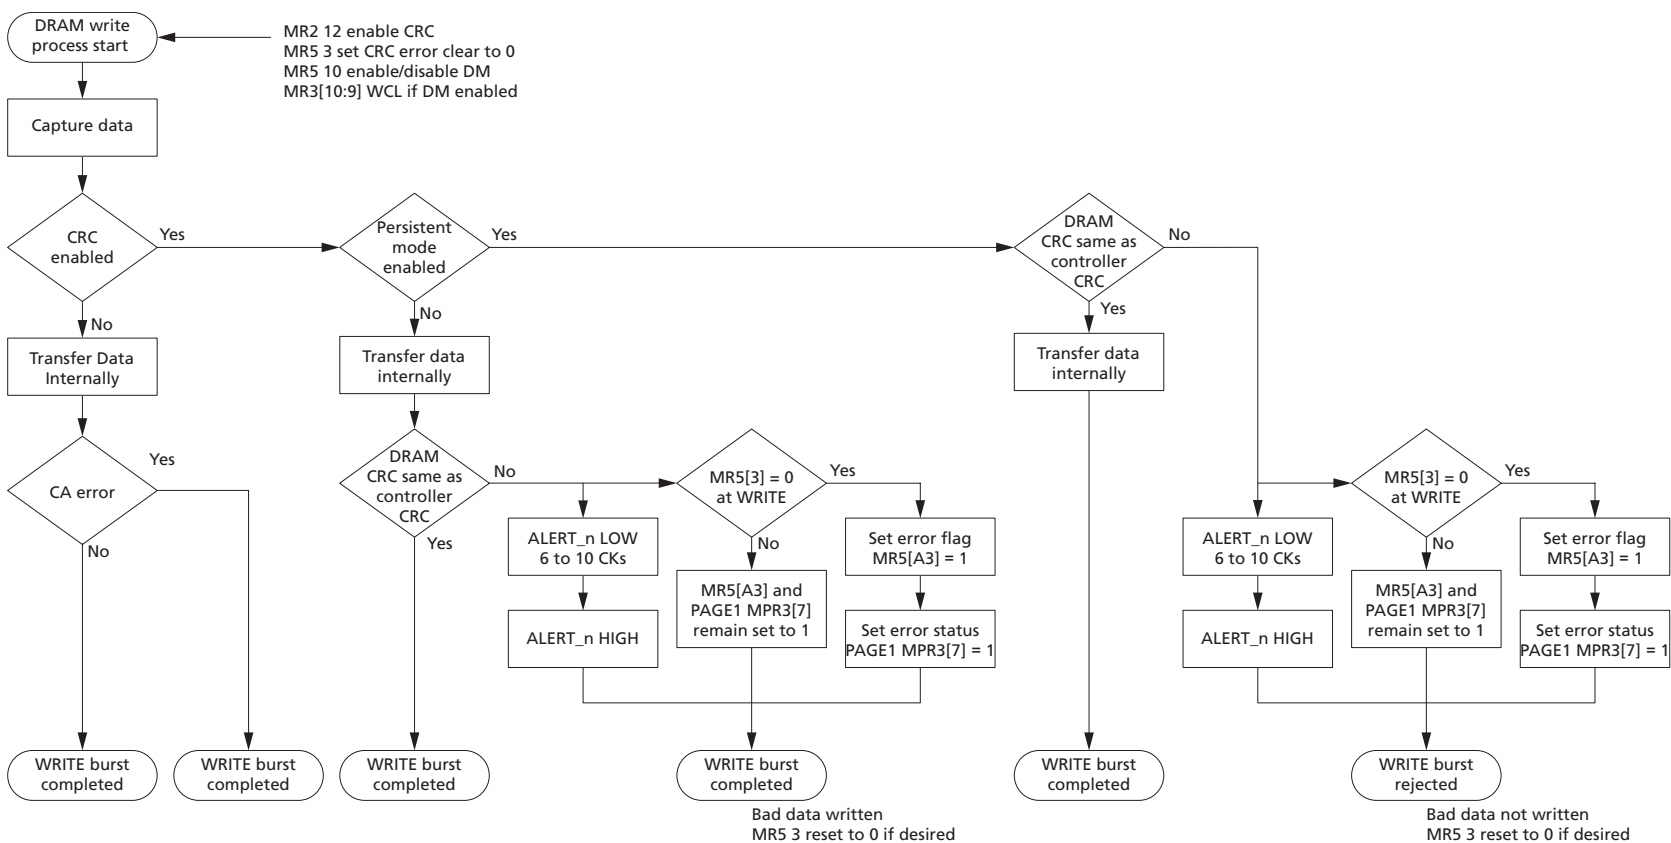 DRAM write
process start
MR2 12 enable CRC
MR5 3 set CRC error clear to 0
MR5 10 enable/disable DM
MR3[10:9] WCL if DM enabled
Capture data
CRC
enabled
Yes
No
Persistent
mode
enabled
Yes
No
DRAM
CRC same as
controller
CRC
No
Yes
Transfer Data
Internally
Transfer data
internally
Transfer data
internally
CA error
Yes
No
DRAM
CRC same as
controller
CRC
No
Yes
MR5[3] = 0
at WRITE
Yes
No
ALERT_n LOW
6 to 10 CKs
ALERT_n HIGH
MR5[A3] and
PAGE1 MPR3[7]
remain set to 1
Set error flag
MR5[A3] = 1
Set error status
PAGE1 MPR3[7] = 1
MR5[3] = 0
at WRITE
Yes
No
ALERT_n LOW
6 to 10 CKs
ALERT_n HIGH
MR5[A3] and
PAGE1 MPR3[7]
remain set to 1
Set error flag
MR5[A3] = 1
Set error status
PAGE1 MPR3[7] = 1
WRITE burst
completed
WRITE burst
completed
WRITE burst
completed
WRITE burst
completed
Bad data written
MR5 3 reset to 0 if desired
WRITE burst
completed
WRITE burst
rejected
Bad data not written
MR5 3 reset to 0 if desired